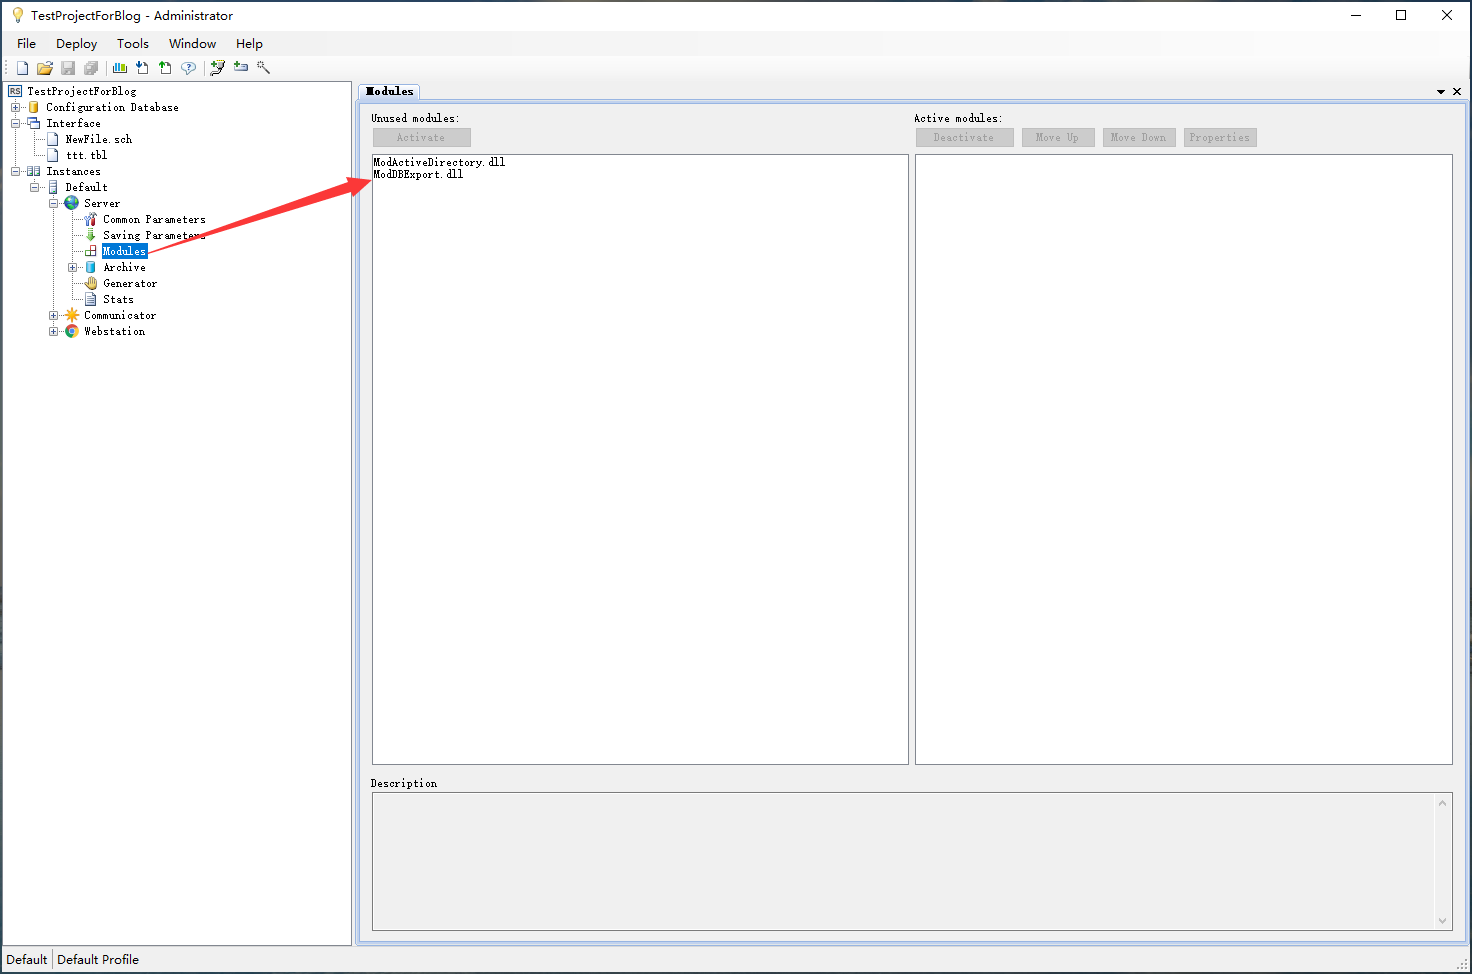 TestProjectForBlog - Administrator
File Deploy Tools Window Help
RS TestProjectForBlog
Configuration Database
Interface
NewFile.sch
ttt.tbl
Instances
Default
Server
Common Parameters
Saving Parameters
Modules
Archive
Generator
Stats
Communicator
Webstation
Modules
Unused modules:
Activate
ModActiveDirectory.dll
ModDBExport.dll
Active modules:
Deactivate Move Up Move Down Properties
Description
Default Default Profile